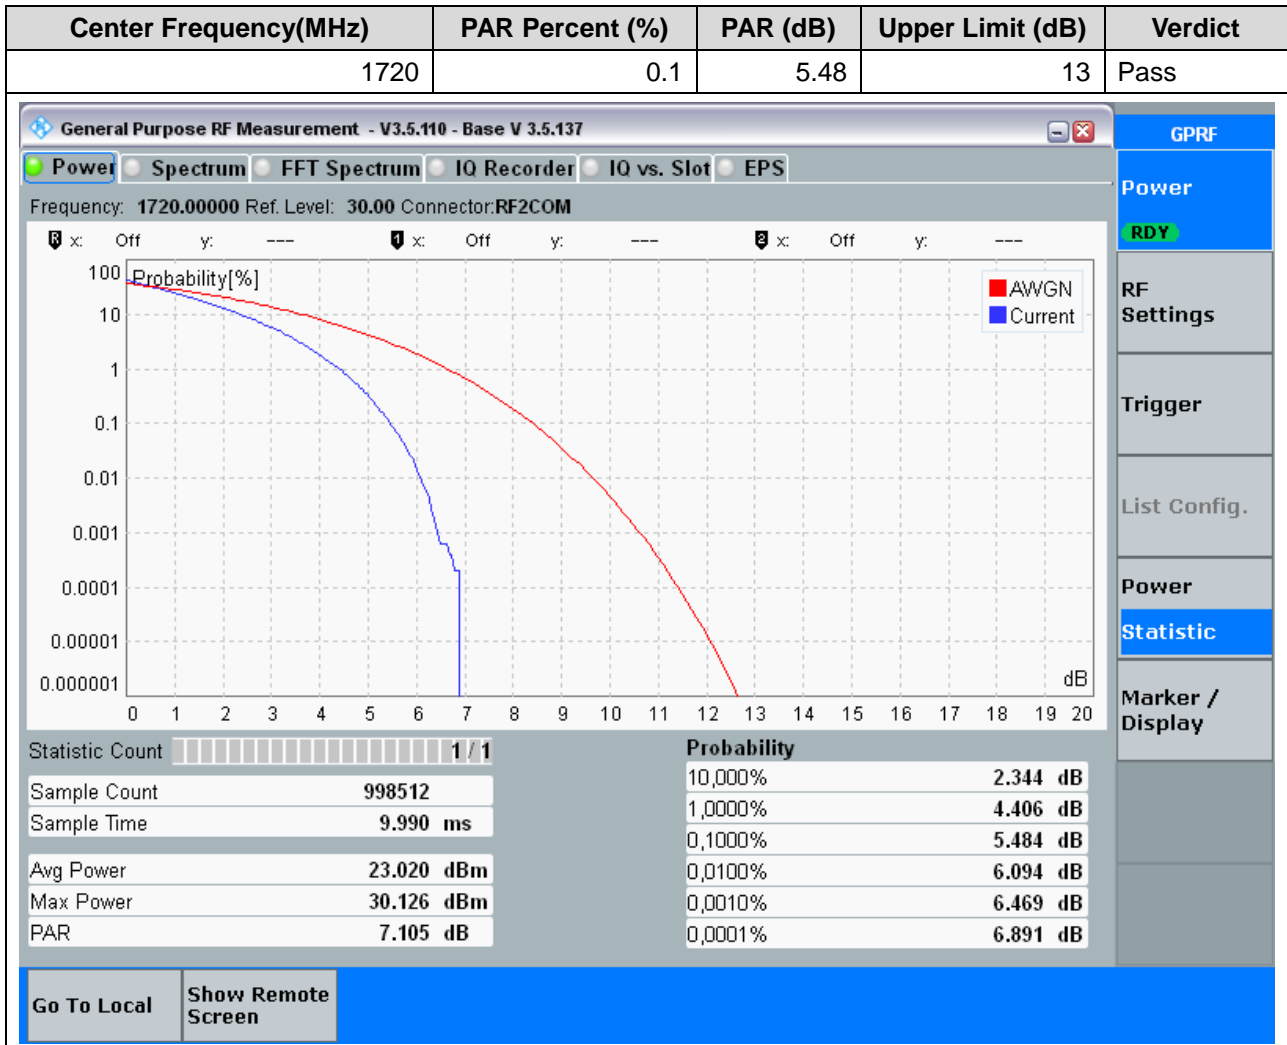 Center Frequency(MHz) PAR Percent (%) PAR (dB) Upper Limit (dB) Verdict
1720 0.1 5.48 13 Pass
General Purpose RF Measurement - V3.5.110 - Base V 3.5.137
GPRF
Power Spectrum FFT Spectrum IQ Recorder IQ vs. Slot EPS
Power
RDY
Frequency: 1720.00000 Ref. Level: 30.00 Connector:RF2COM
R x: Off y: --- 1 x: Off y: --- 2 x: Off y: ---
Probability[%]
AWGN
Current
100
10
1
0.1
0.01
0.001
0.0001
0.00001
0.000001
dB
0 1 2 3 4 5 6 7 8 9 10 11 12 13 14 15 16 17 18 19 20
RF
Settings
Trigger
List Config.
Power
Statistic
Marker /
Display
Statistic Count 1 / 1
Sample Count 998512
Sample Time 9.990 ms
Avg Power 23.020 dBm
Max Power 30.126 dBm
PAR 7.105 dB
Probability
10,000% 2.344 dB
1,0000% 4.406 dB
0,1000% 5.484 dB
0,0100% 6.094 dB
0,0010% 6.469 dB
0,0001% 6.891 dB
Go To Local
Show Remote
Screen